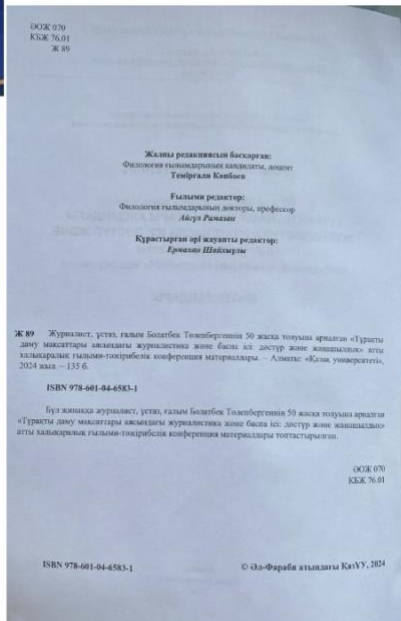 ӘОЖ 070
КБЖ 76.01
Ж 89
Жалпы редакциясын басқарған:
Филология ғылымдарының кандидаты, доцент
Теміргали Көпбаев
Ғылыми редактор:
Филология ғылымдарының докторы, профессор
Айгүл Рамазан
Құрастырған әрі жауапты редактор:
Ермахан Шайхыұлы
Ж 89 Журналист, ұстаз, ғалым Болатбек Төлепбергеннің 50 жасқа толуына арналған «Тұрақты
даму мақсаттары аясындағы журналистика және баспа ісі: дәстүр және жаңашылдық» атты
халықаралық ғылыми-тәжірибелік конференция материалдары. – Алматы: «Қазақ университеті»,
2024 жыл. – 135 б.
ISBN 978-601-04-6583-1
Бұл жинаққа журналист, ұстаз, ғалым Болатбек Төлепбергеннің 50 жасқа толуына арналған
«Тұрақты даму мақсаттары аясындағы журналистика және баспа ісі: дәстүр және жаңашылдық»
атты халықаралық ғылыми-тәжірибелік конференция материалдары топтастырылған.
ӘОЖ 070
КБЖ 76.01
ISBN 978-601-04-6583-1 © Әл-Фараби атындағы ҚазҰУ, 2024